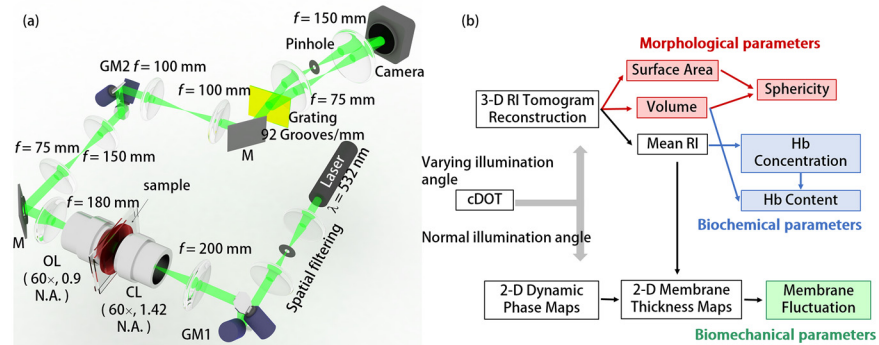 (a)
f = 150 mm
Pinhole
Camera
GM2
f = 100 mm
f = 100 mm
f = 75 mm
Grating
92 Grooves/mm
M
f = 75 mm
f = 150 mm
Laser
λ = 532 nm
sample
f = 180 mm
M
OL
(60×, 0.9
N.A.)
CL
(60×, 1.42
N.A.)
f = 200 mm
Spatial filtering
GM1
(b)
Morphological parameters
Surface Area
Sphericity
3-D RI Tomogram
Reconstruction
Volume
Mean RI
Hb
Concentration
Hb Content
Biochemical parameters
Varying illumination
angle
cDOT
Normal illumination angle
2-D Dynamic
Phase Maps
2-D Membrane
Thickness Maps
Membrane
Fluctuation
Biomechanical parameters